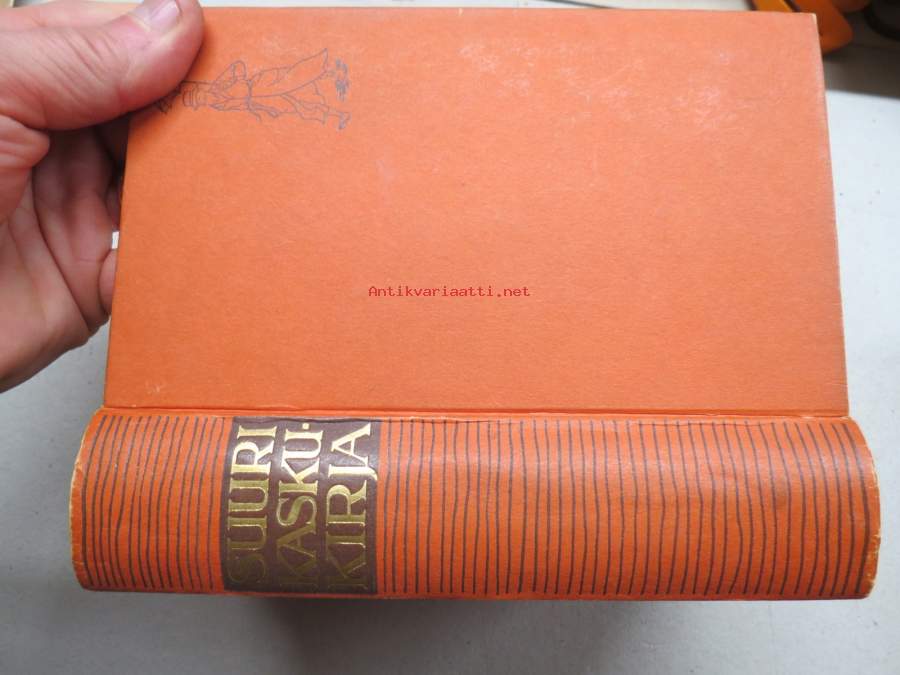 Antikvariaatti.net
SUURI
KASKU-
KIRJA